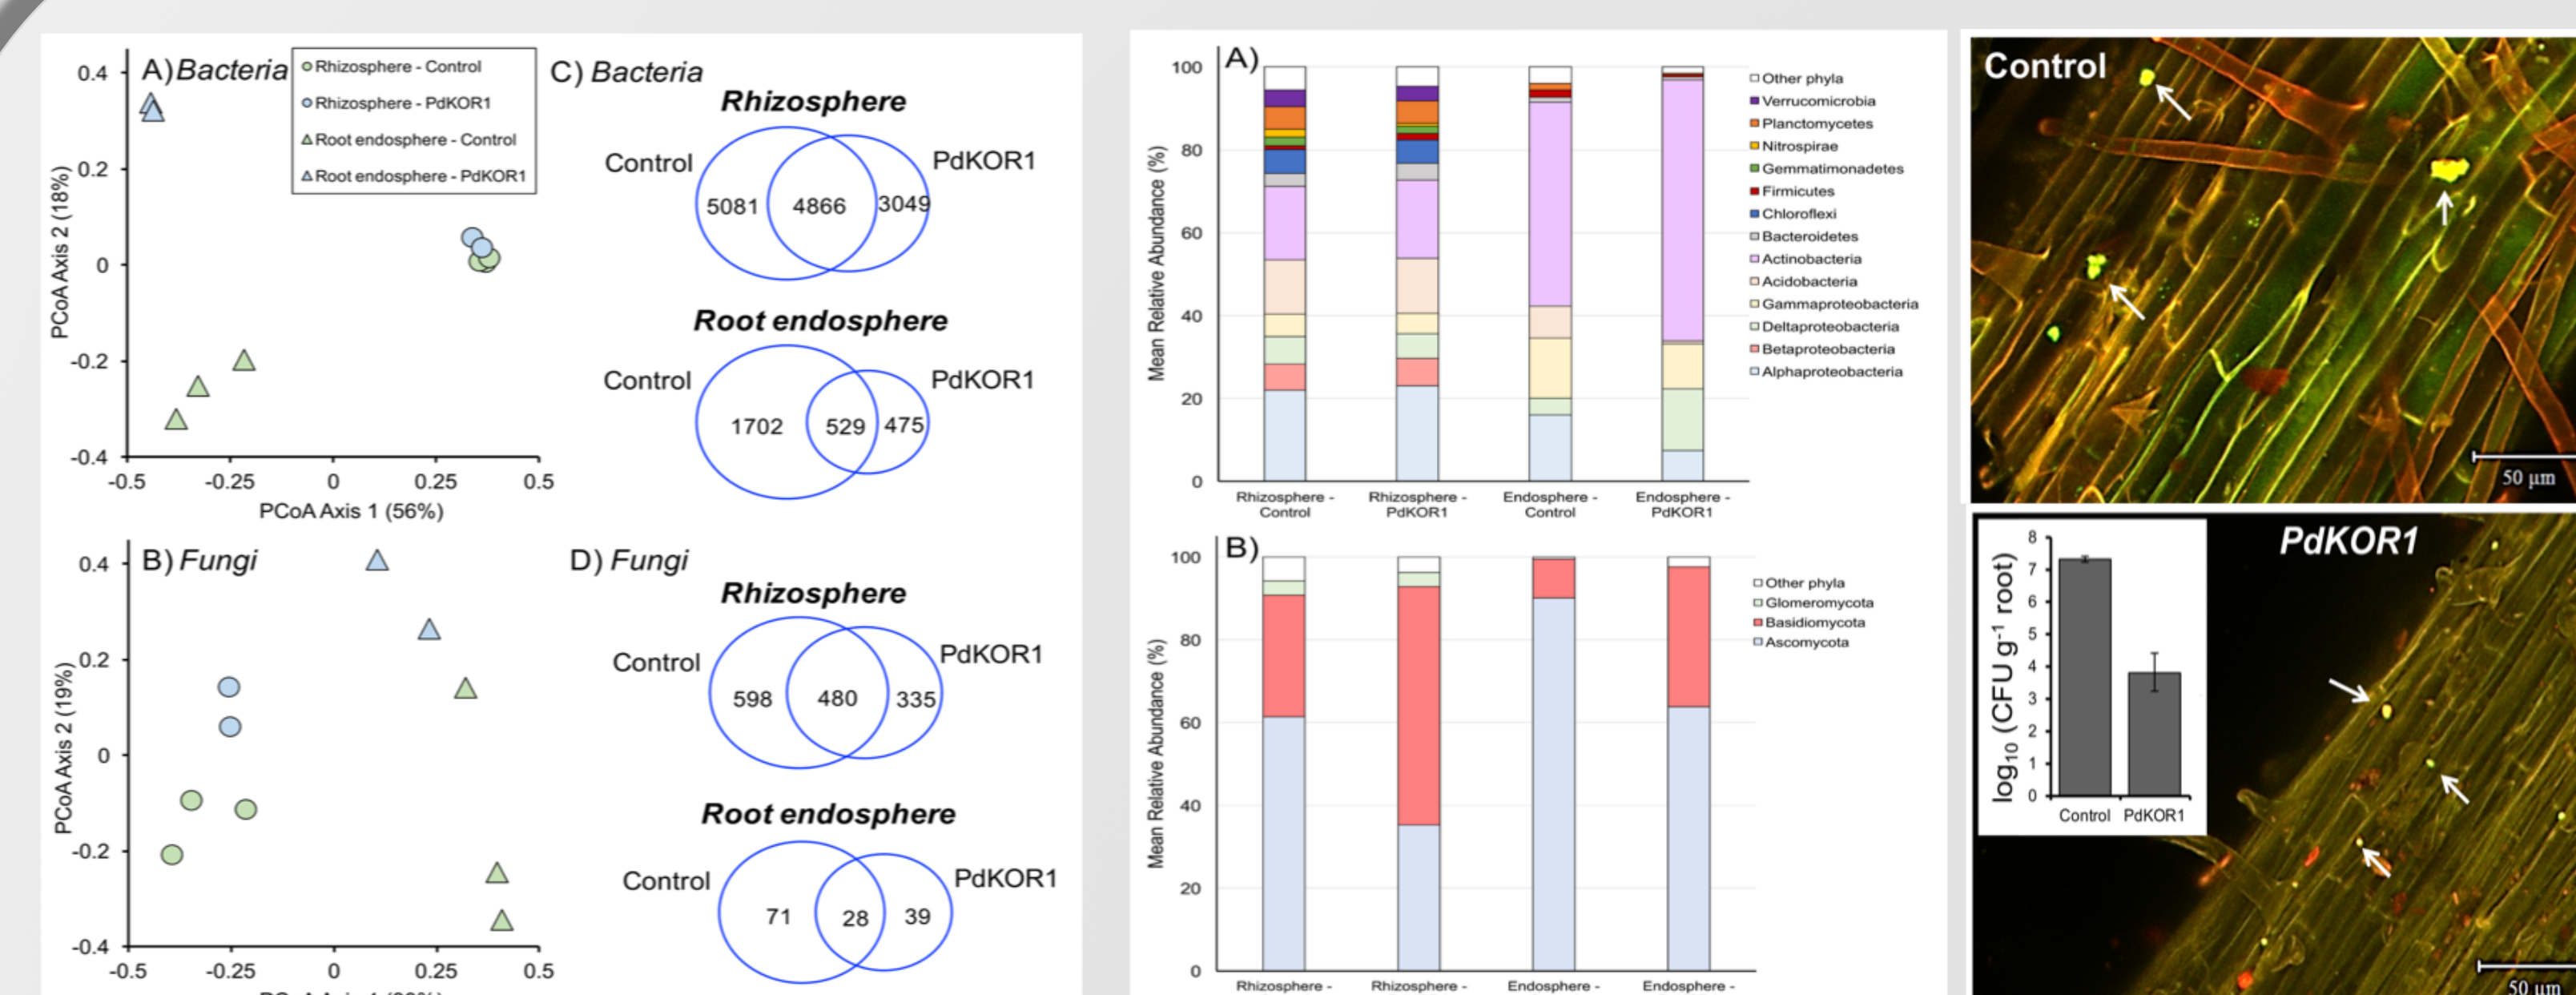 A) Bacteria
Rhizosphere - Control
Rhizosphere - PdKOR1
Root endosphere - Control
Root endosphere - PdKOR1
0.4
0.2
0
-0.2
-0.4
PCoA Axis 2 (18%)
-0.5 -0.25 0 0.25 0.5
PCoA Axis 1 (56%)
C) Bacteria
Rhizosphere
Control
PdKOR1
5081 4866 3049
Root endosphere
Control
PdKOR1
1702 529 475
B) Fungi
0.4
0.2
0
-0.2
-0.4
PCoA Axis 2 (19%)
-0.5 -0.25 0 0.25 0.5
D) Fungi
Rhizosphere
Control
PdKOR1
598 480 335
Root endosphere
Control
PdKOR1
71 28 39
A)
100
80
60
40
20
0
Mean Relative Abundance (%)
Rhizosphere - Control
Rhizosphere - PdKOR1
Endosphere - Control
Endosphere - PdKOR1
Other phyla
Verrucomicrobia
Planctomycetes
Nitrospirae
Gemmatimonadetes
Firmicutes
Chloroflexi
Bacteroidetes
Actinobacteria
Acidobacteria
Gammaproteobacteria
Deltaproteobacteria
Betaproteobacteria
Alphaproteobacteria
B)
100
80
60
40
20
0
Mean Relative Abundance (%)
Rhizosphere - Rhizosphere - Endosphere - Endosphere -
Other phyla
Glomeromycota
Basidiomycota
Ascomycota
Control
50 µm
PdKOR1
8
7
6
5
4
3
2
1
0
log10 (CFU g-1 root)
Control PdKOR1
50 µm